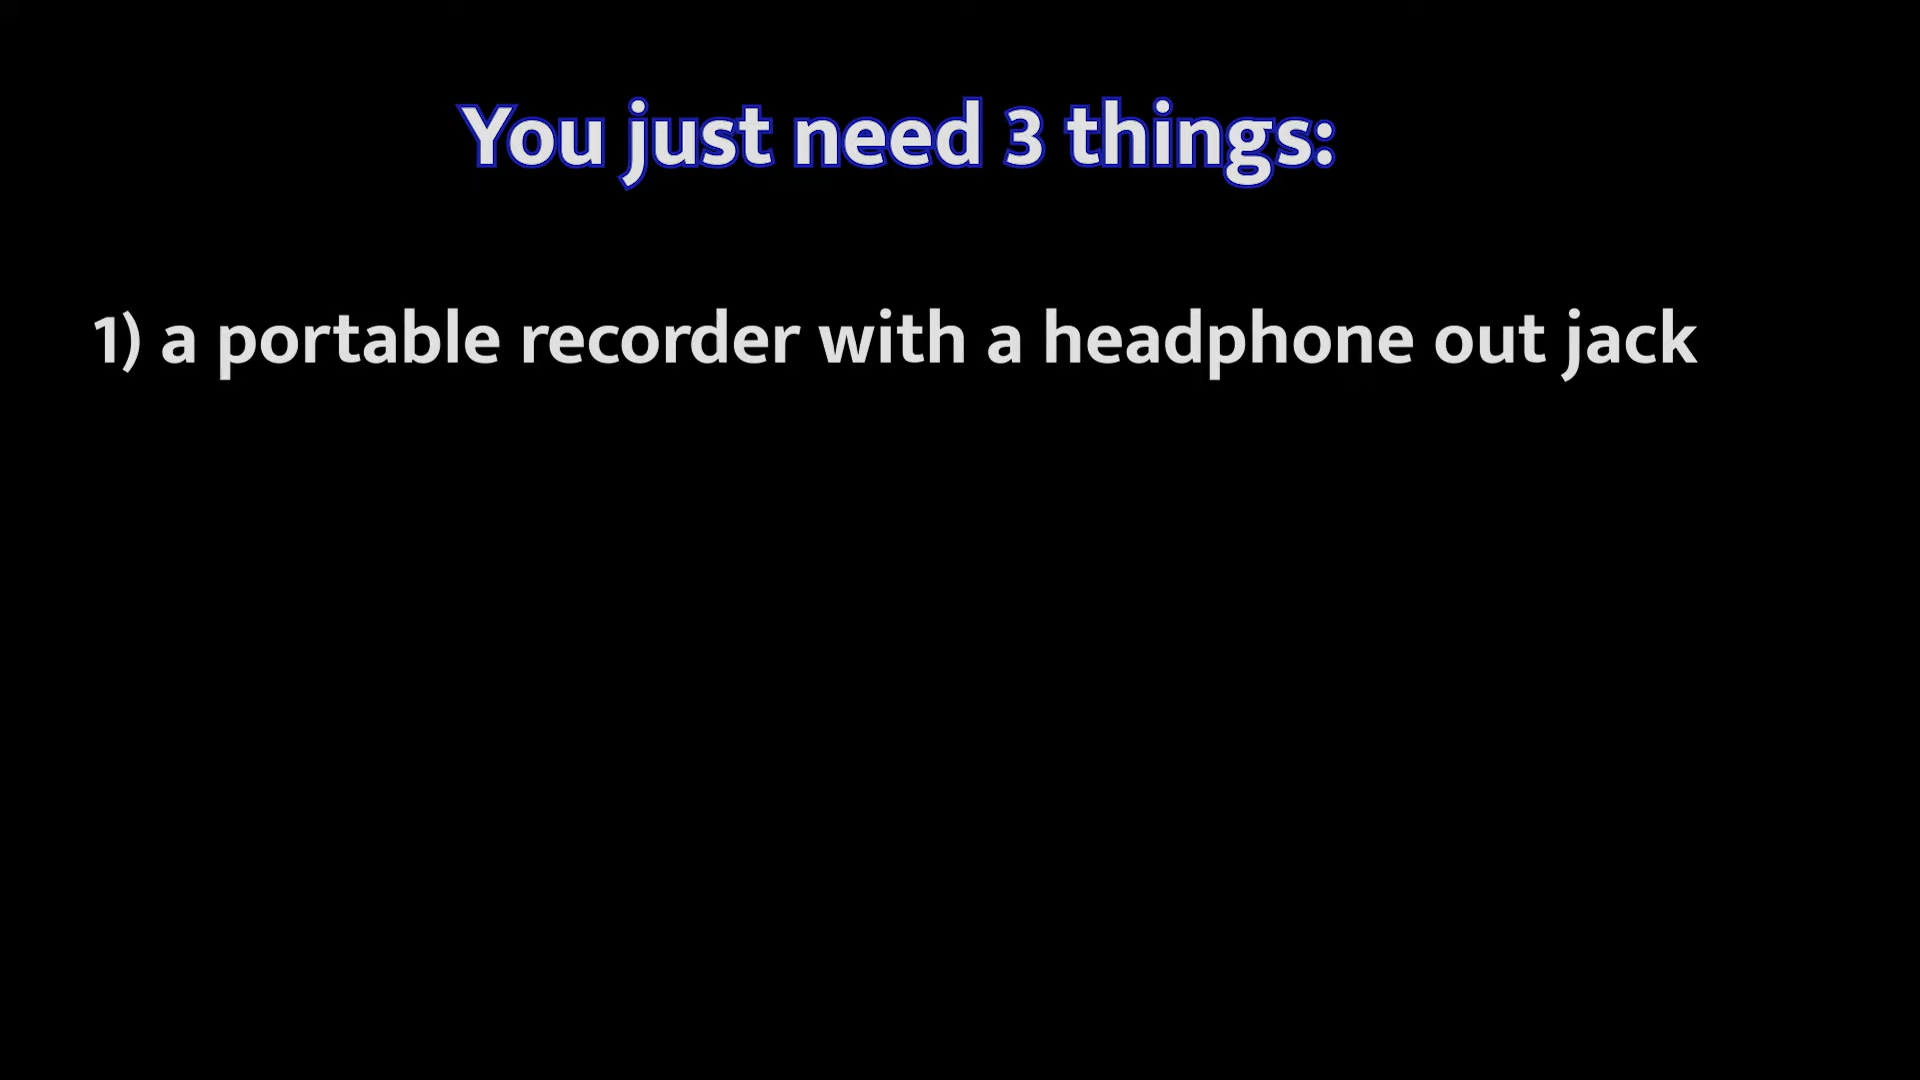 You just need 3 things:
1) a portable recorder with a headphone out jack